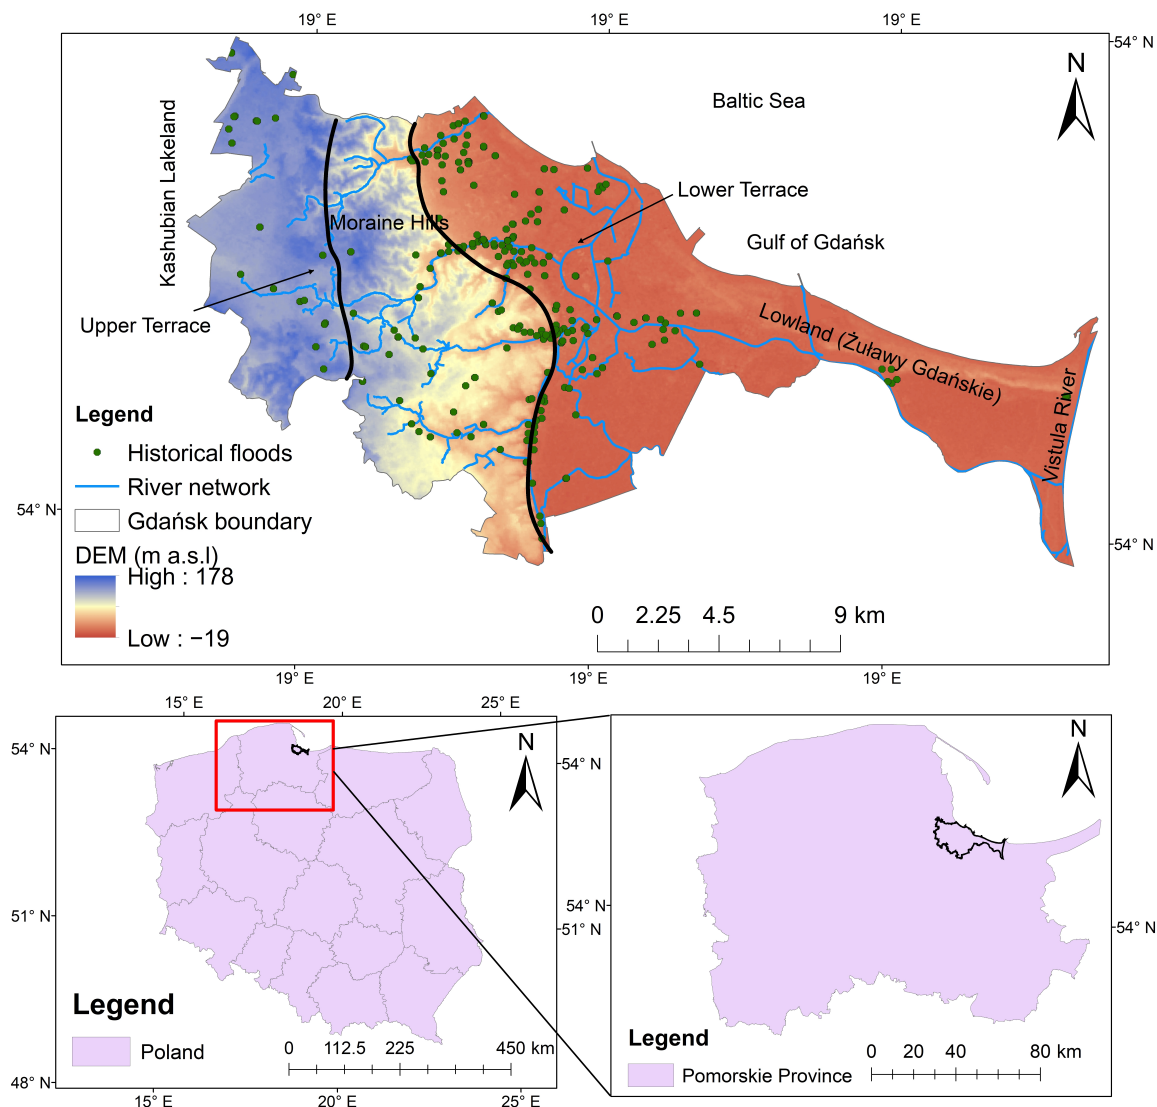 19° E 19° E 19° E
54° N
N
Baltic Sea
Kashubian Lakeland
Lower Terrace
Moraine Hills
Gulf of Gdańsk
Upper Terrace
Lowland (Żuławy Gdańskie)
Vistula River
Legend
Historical floods
River network
54° N
Gdańsk boundary
54° N
DEM (m a.s.l)
High : 178
Low : −19
0 2.25 4.5 9 km
19° E 19° E 19° E
15° E 20° E 25° E
54° N
N
54° N
51° N
51° N
Legend
Poland
0 112.5 225 450 km
48° N
15° E 20° E 25° E
N
54° N
54° N
Legend
Pomorskie Province
0 20 40 80 km